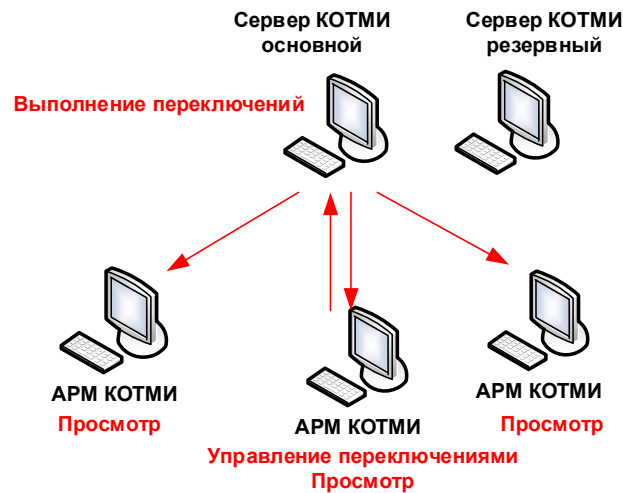 Сервер КОТМИ
основной
Сервер КОТМИ
резервный
Выполнение переключений
АРМ КОТМИ
Просмотр
АРМ КОТМИ
Управление переключениями
Просмотр
АРМ КОТМИ
Просмотр